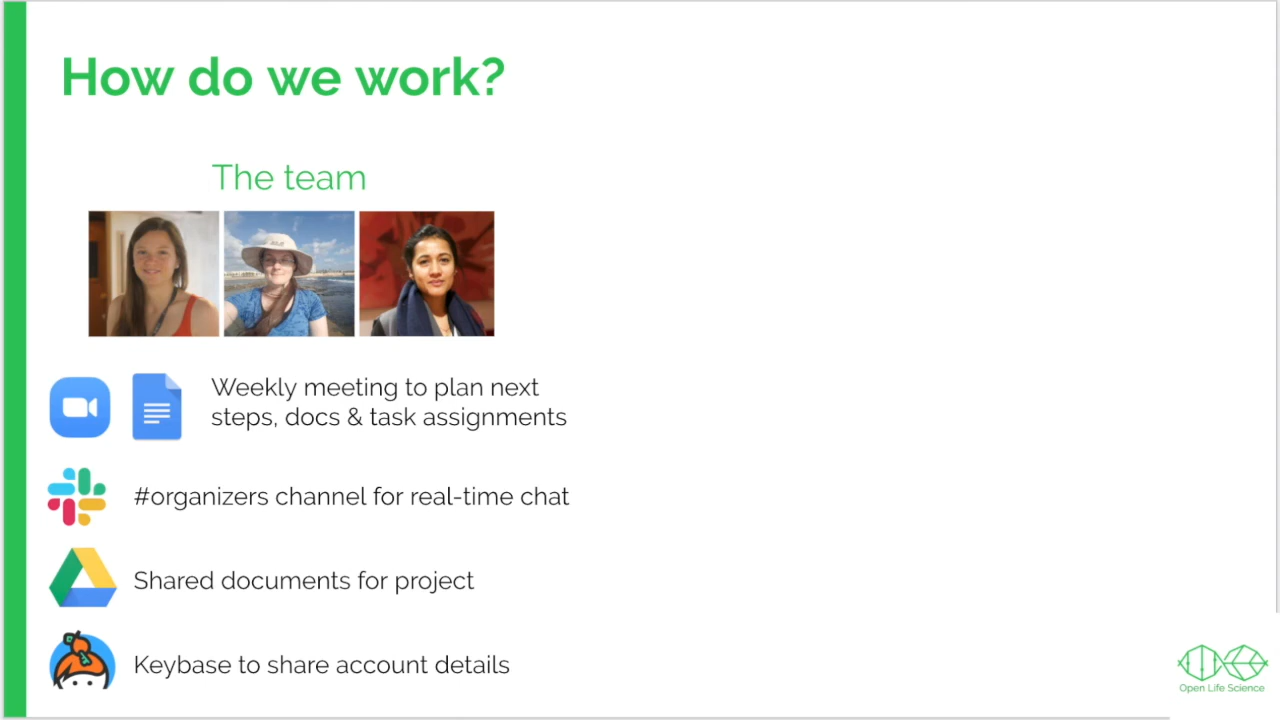 How do we work?
The team
Weekly meeting to plan next
steps, docs & task assignments
#organizers channel for real-time chat
Shared documents for project
Keybase to share account details
Open Life Science